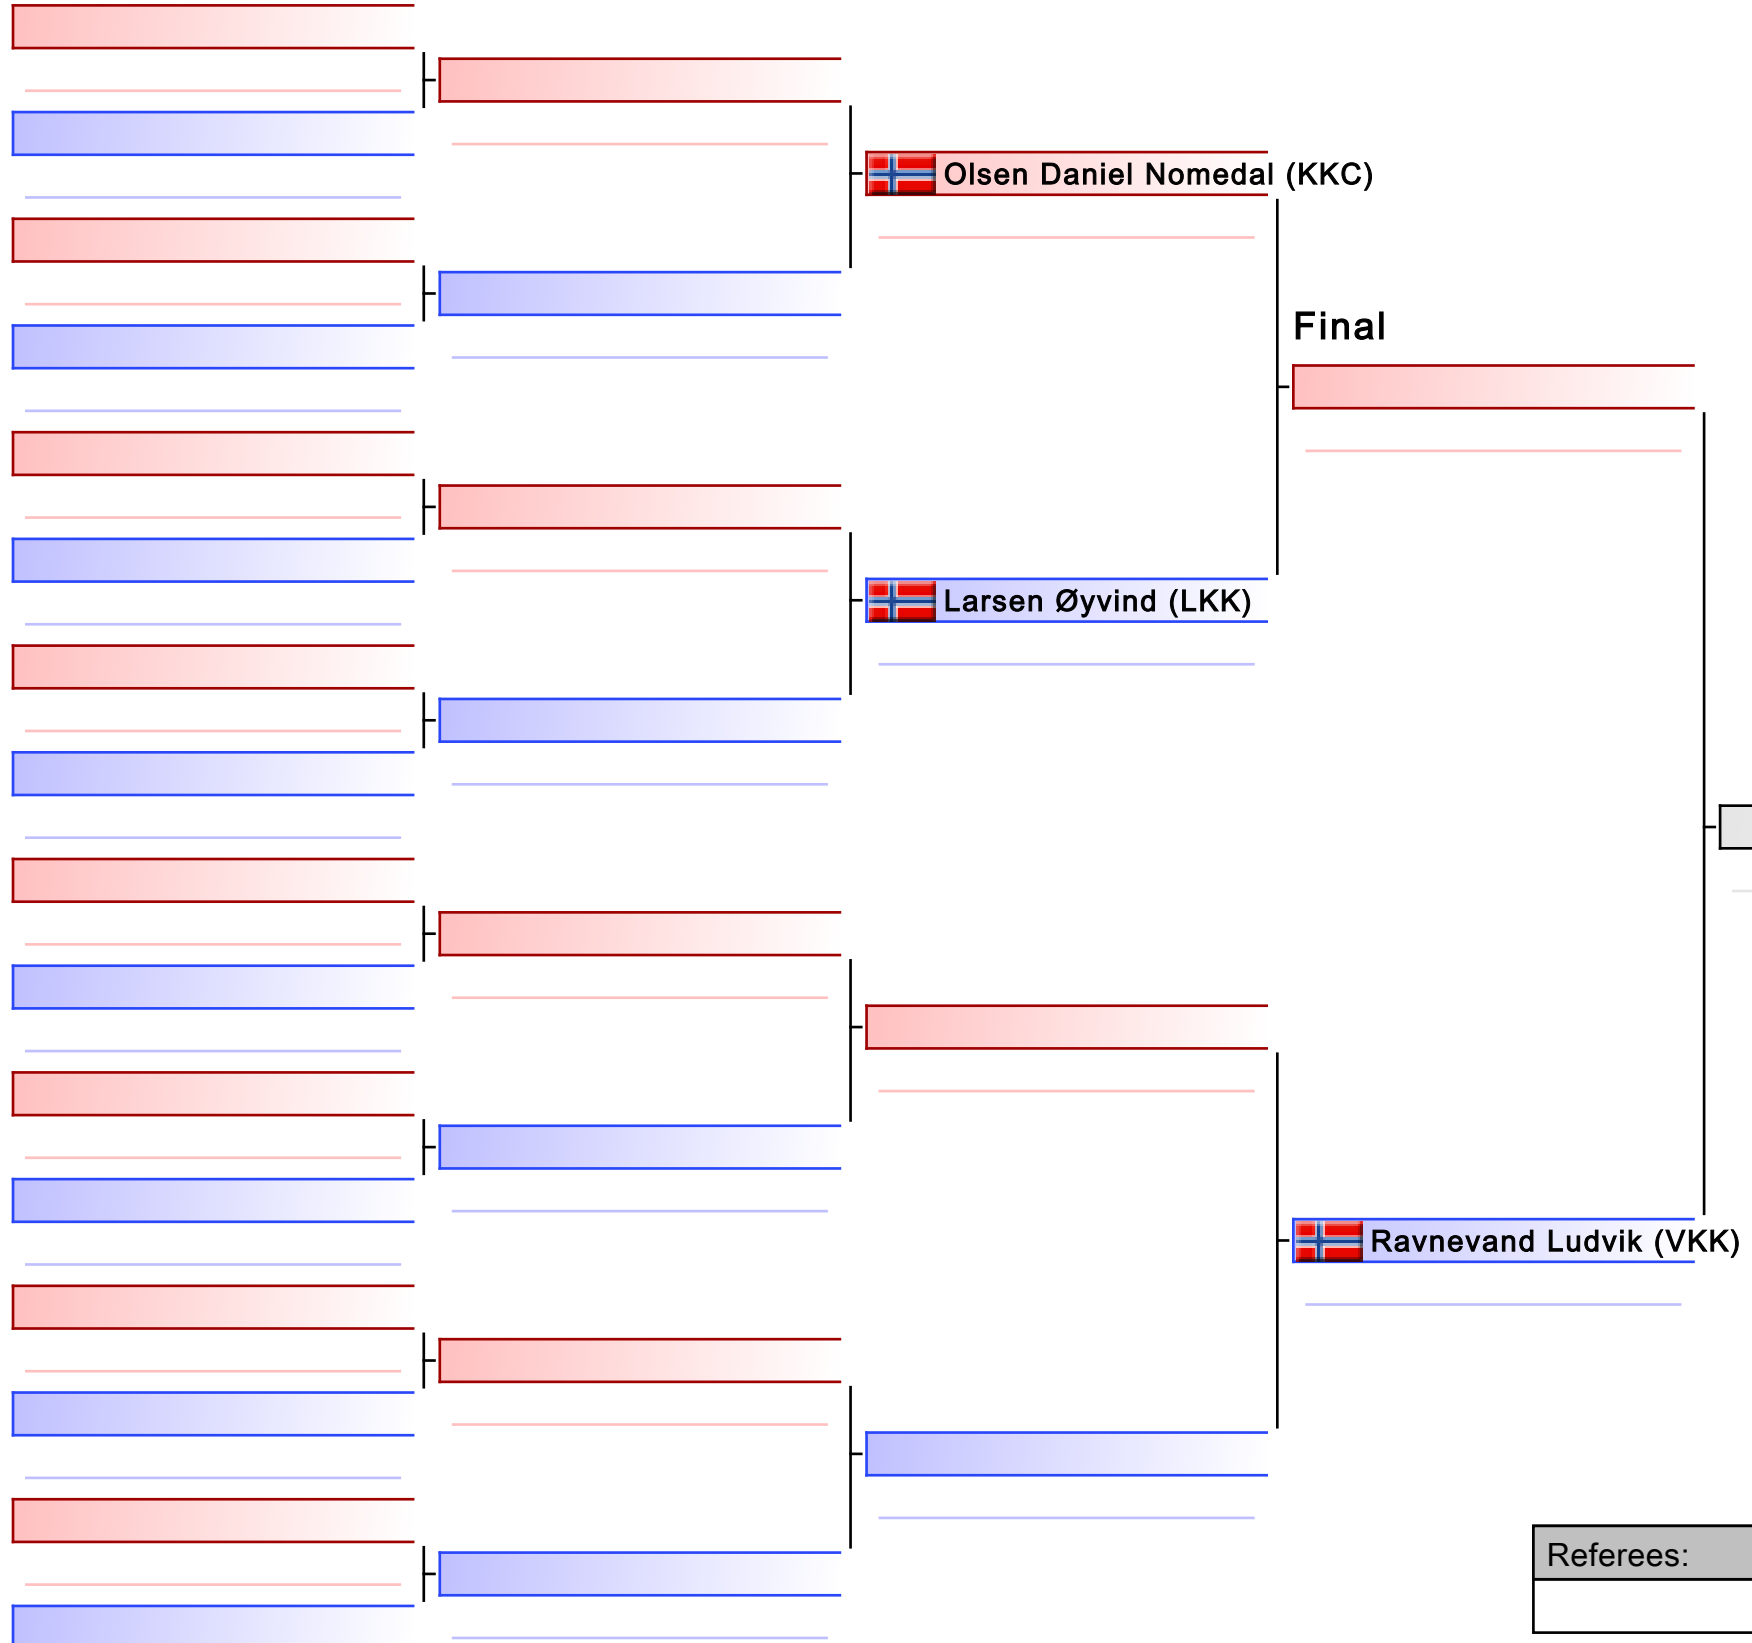 Olsen Daniel Nomedal (KKC)
Final
Larsen Øyvind (LKK)
Ravnevand Ludvik (VKK)
Referees: